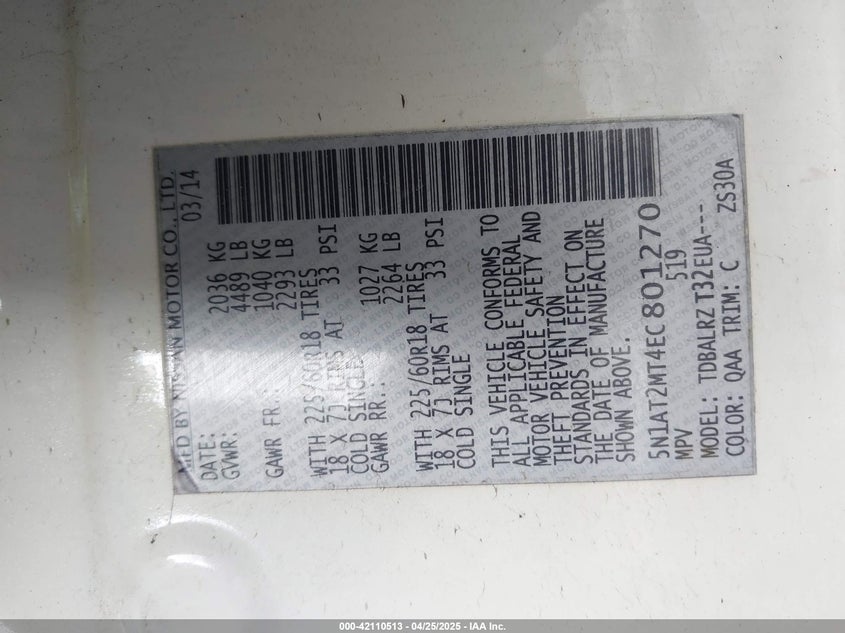 MFD BY NISSAN MOTOR CO., LTD.
DATE: 03/14
GVWR: 2036 KG
4489 LB
GAWR FR.: 1040 KG
2293 LB
WITH 225/60R18 TIRES
18 X 7J RIMS AT 33 PSI
COLD SINGLE
GAWR RR.: 1027 KG
2264 LB
WITH 225/60R18 TIRES
18 X 7J RIMS AT 33 PSI
COLD SINGLE
THIS VEHICLE CONFORMS TO
ALL APPLICABLE FEDERAL
MOTOR VEHICLE SAFETY AND
THEFT PREVENTION
STANDARDS IN EFFECT ON
THE DATE OF MANUFACTURE
SHOWN ABOVE.
5N1AT2MT4EC801270
MPV 519
MODEL: TDBALRZ T32EUA---
COLOR: QAA TRIM: C ZS30A
000-42110513 - 04/25/2025 - IAA Inc.